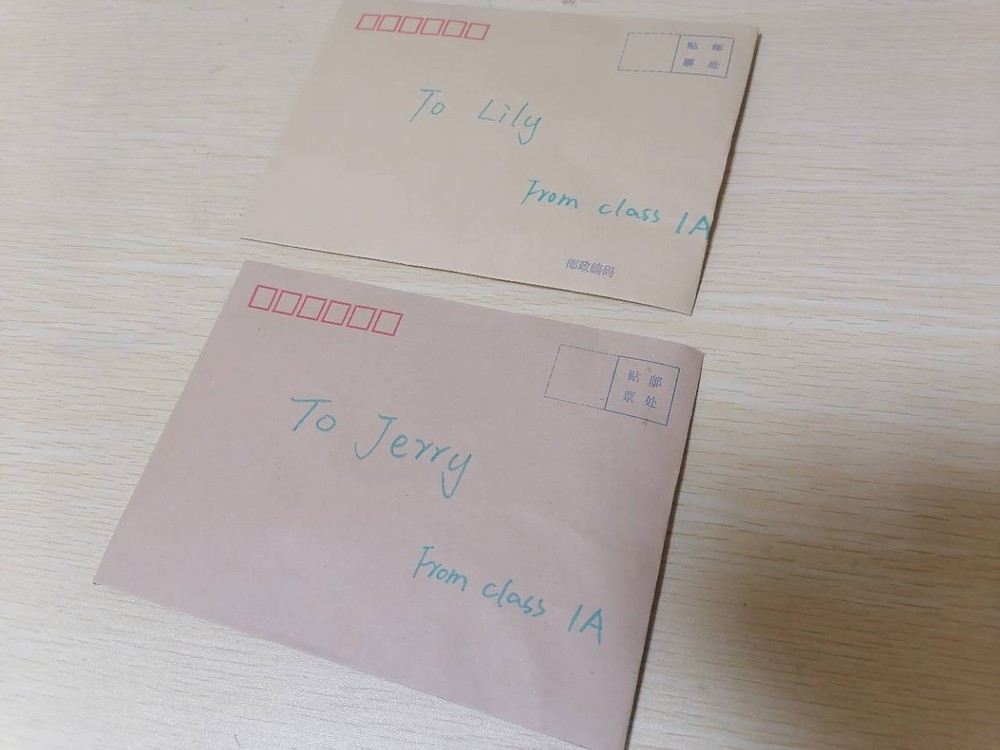 贴 邮
票 处
To Lily
From class 1A
邮政编码
贴 邮
票 处
To Jerry
From class 1A